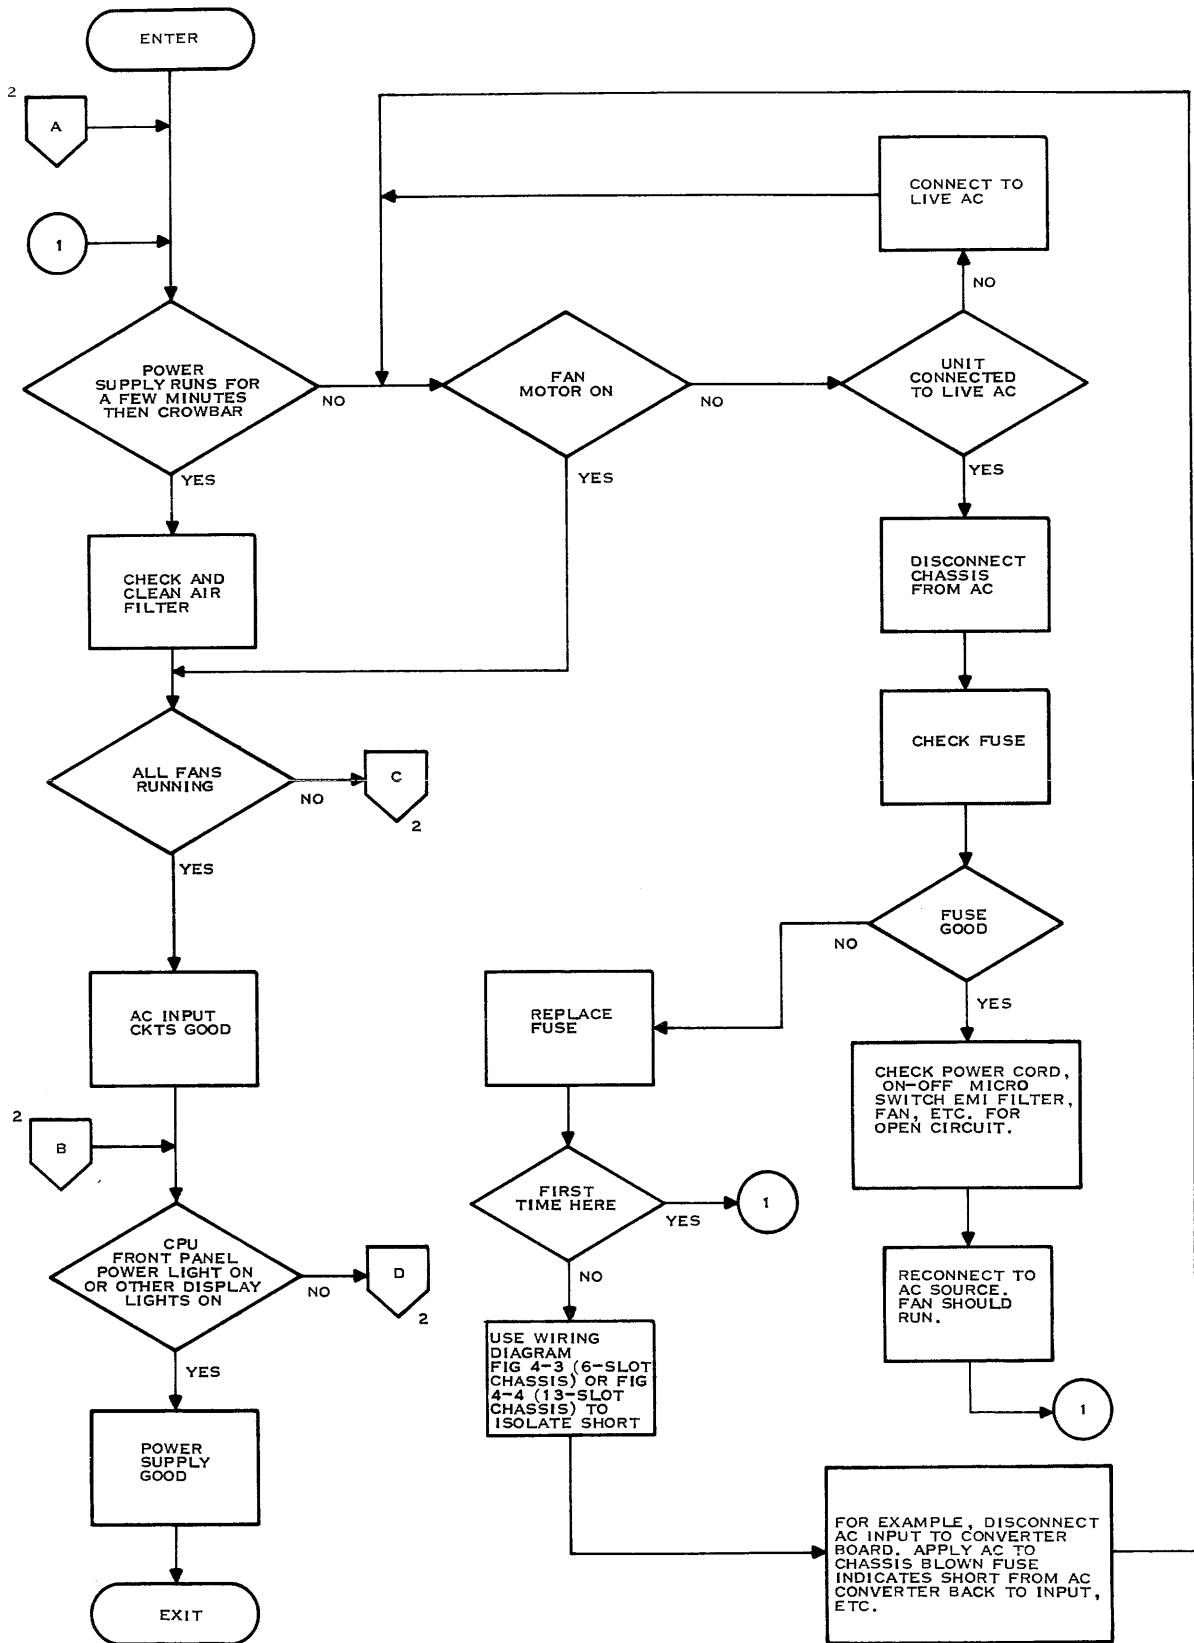 ENTER
2
A
1
POWER
SUPPLY RUNS FOR
A FEW MINUTES
THEN CROWBAR
NO
YES
FAN
MOTOR ON
NO
YES
CONNECT TO
LIVE AC
NO
UNIT
CONNECTED
TO LIVE AC
YES
CHECK AND
CLEAN AIR
FILTER
DISCONNECT
CHASSIS
FROM AC
CHECK FUSE
ALL FANS
RUNNING
NO
C
2
YES
FUSE
GOOD
NO
YES
AC INPUT
CKTS GOOD
REPLACE
FUSE
CHECK POWER CORD,
ON-OFF MICRO
SWITCH EMI FILTER,
FAN, ETC. FOR
OPEN CIRCUIT.
2
B
FIRST
TIME HERE
YES
1
NO
CPU
FRONT PANEL
POWER LIGHT ON
OR OTHER DISPLAY
LIGHTS ON
NO
D
2
YES
RECONNECT TO
AC SOURCE.
FAN SHOULD
RUN.
1
USE WIRING
DIAGRAM
FIG 4-3 (6-SLOT
CHASSIS) OR FIG
4-4 (13-SLOT
CHASSIS) TO
ISOLATE SHORT
POWER
SUPPLY
GOOD
FOR EXAMPLE, DISCONNECT
AC INPUT TO CONVERTER
BOARD. APPLY AC TO
CHASSIS BLOWN FUSE
INDICATES SHORT FROM AC
CONVERTER BACK TO INPUT,
ETC.
EXIT